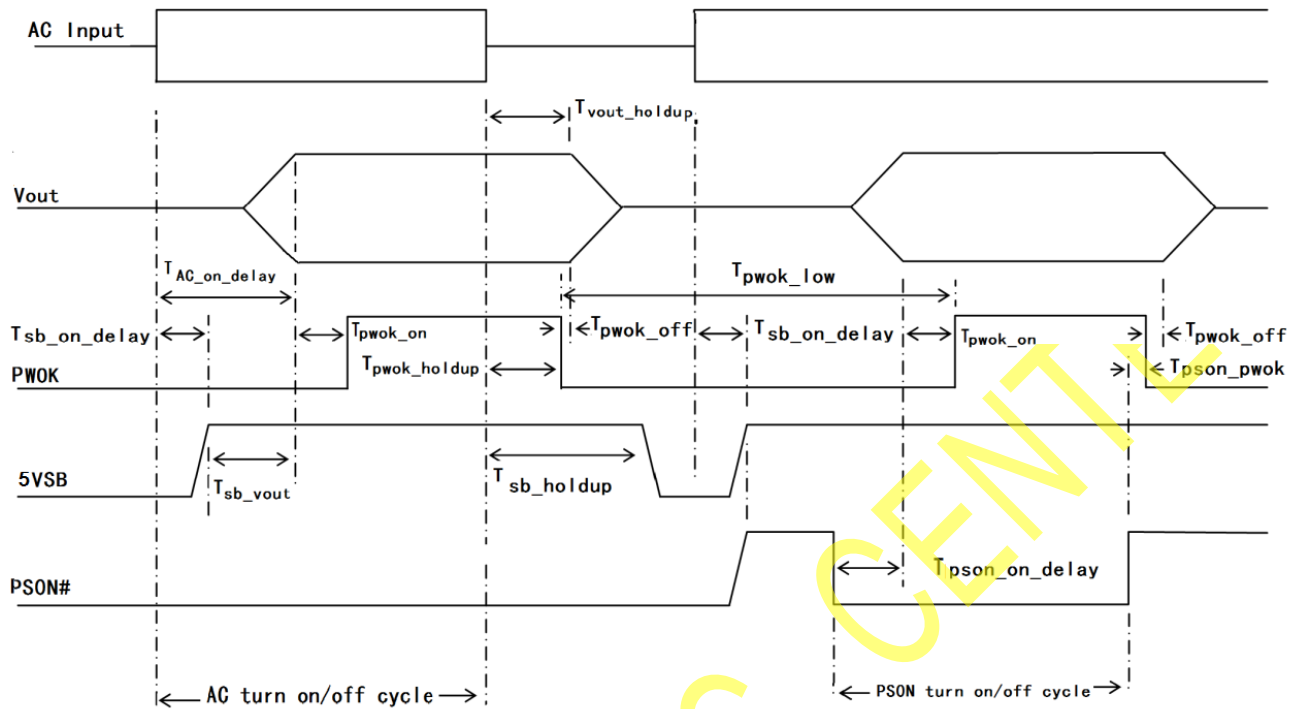 AC Input
Tvout_holdup
Vout
TAC_on_delay
Tpwok_low
Tsb_on_delay
Tpwok_on
Tpwok_off
Tsb_on_delay
Tpwok_on
Tpwok_off
Tpwok_holdup
Tpson_pwok
PWOK
5VSB
Tsb_vout
Tsb_holdup
PSON#
Tpson_on_delay
AC turn on/off cycle
PSON turn on/off cycle